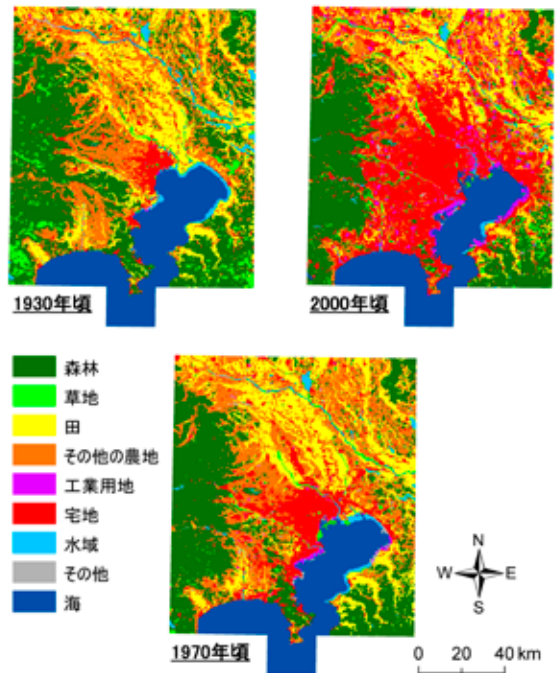 1930年頃
2000年頃
森林
草地
田
その他の農地
工業用地
宅地
水域
その他
海
1970年頃
N
W E
S
0 20 40 km